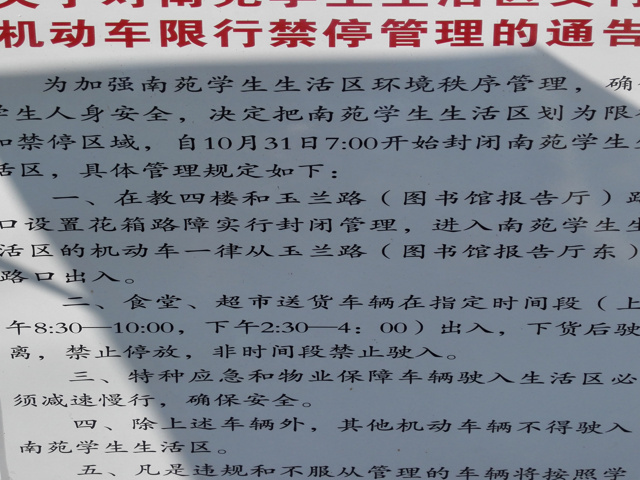 关于对南苑学生生活区实行
机动车限行禁停管理的通告
为加强南苑学生生活区环境秩序管理，确
学生人身安全，决定把南苑学生生活区划为限
和禁停区域，自10月31日7:00开始封闭南苑学生
活区，具体管理规定如下：
一、在教四楼和玉兰路（图书馆报告厅）路
口设置花箱路障实行封闭管理，进入南苑学生生
活区的机动车一律从玉兰路（图书馆报告厅东）
路口出入。
二、食堂、超市送货车辆在指定时间段（上
午8:30—10:00，下午2:30—4：00）出入，下货后驶
离，禁止停放，非时间段禁止驶入。
三、特种应急和物业保障车辆驶入生活区必
须减速慢行，确保安全。
四、除上述车辆外，其他机动车辆不得驶入
南苑学生生活区。
五、凡是违规和不服从管理的车辆将按照学